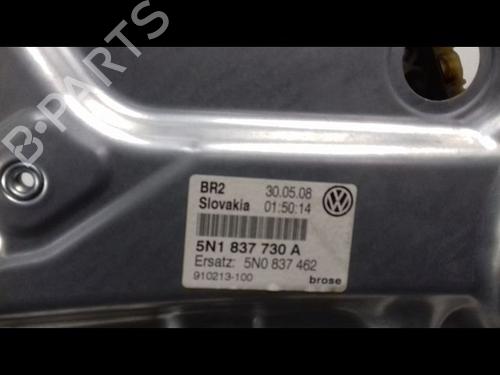 B-PARTS
BR2 30.05.08
Slovakia 01:50:14
5N1 837 730 A
Ersatz: 5N0 837 462
910213-100 brose